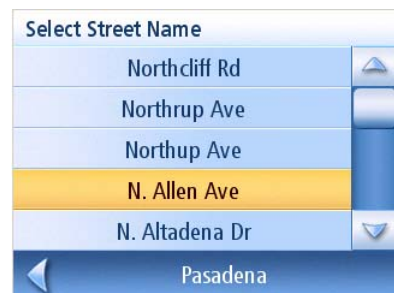 Select Street Name
Northcliff Rd
Northrup Ave
Northup Ave
N. Allen Ave
N. Altadena Dr
Pasadena